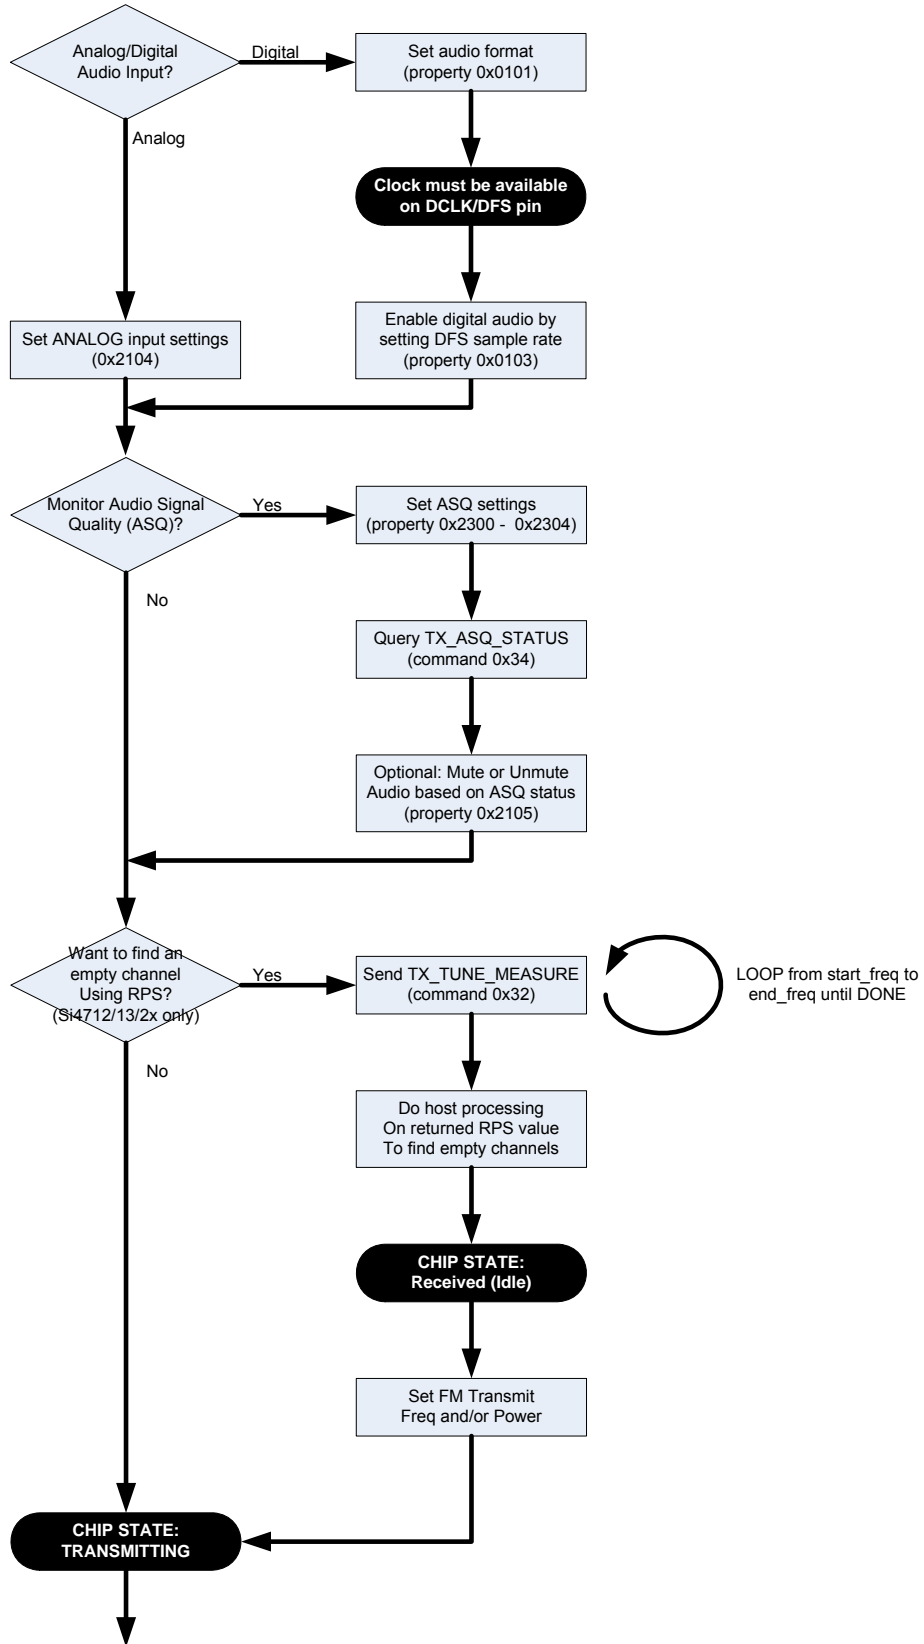 Analog/Digital
Audio Input?
Digital
Set audio format
(property 0x0101)
Analog
Clock must be available
on DCLK/DFS pin
Set ANALOG input settings
(0x2104)
Enable digital audio by
setting DFS sample rate
(property 0x0103)
Monitor Audio Signal
Quality (ASQ)?
Yes
Set ASQ settings
(property 0x2300 - 0x2304)
No
Query TX_ASQ_STATUS
(command 0x34)
Optional: Mute or Unmute
Audio based on ASQ status
(property 0x2105)
Want to find an
empty channel
Using RPS?
(Si4712/13/2x only)
Yes
Send TX_TUNE_MEASURE
(command 0x32)
LOOP from start_freq to
end_freq until DONE
No
Do host processing
On returned RPS value
To find empty channels
CHIP STATE:
Received (Idle)
Set FM Transmit
Freq and/or Power
CHIP STATE:
TRANSMITTING